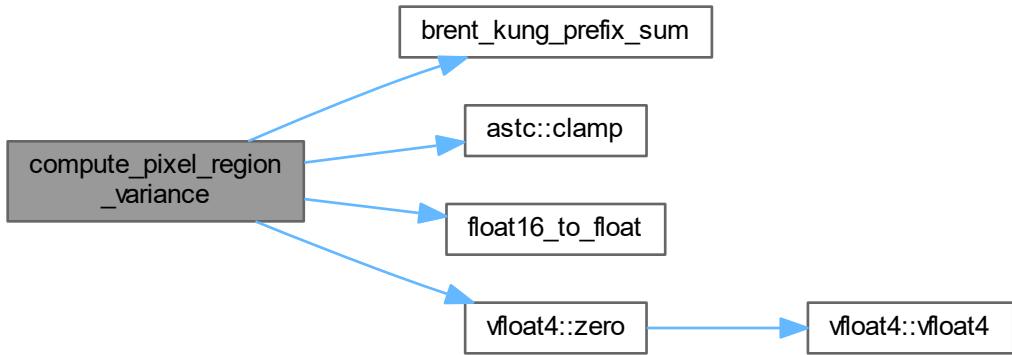 brent_kung_prefix_sum
astc::clamp
compute_pixel_region
_variance
float16_to_float
vfloat4::zero
vfloat4::vfloat4